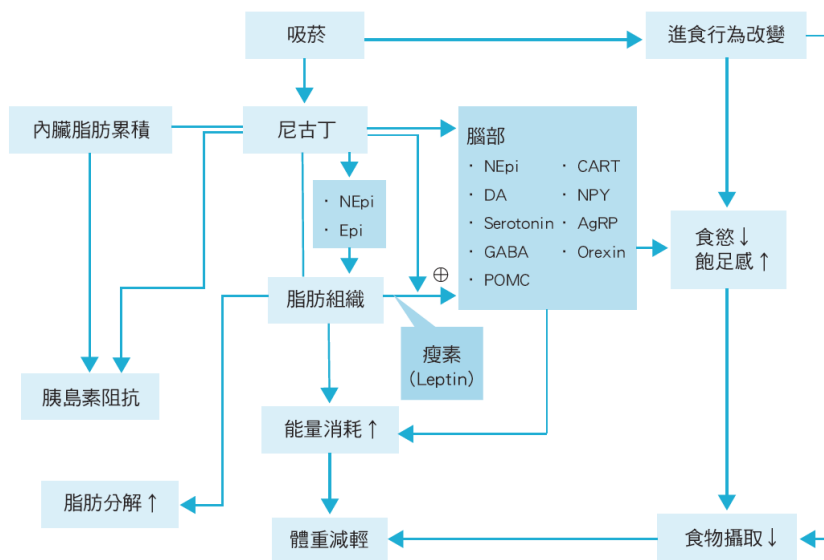 吸菸
進食行為改變
內臟脂肪累積
尼古丁
腦部
· NEpi
· DA
· Serotonin
· GABA
· POMC
· CART
· NPY
· AgRP
· Orexin
· NEpi
· Epi
食慾↓
飽足感↑
脂肪組織
⊕
瘦素
(Leptin)
胰島素阻抗
能量消耗↑
脂肪分解↑
體重減輕
食物攝取↓